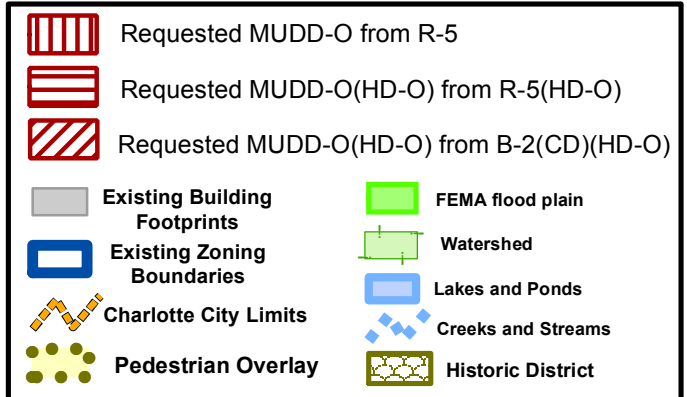 Requested MUDD-O from R-5
Requested MUDD-O(HD-O) from R-5(HD-O)
Requested MUDD-O(HD-O) from B-2(CD)(HD-O)
Existing Building
Footprints
Existing Zoning
Boundaries
Charlotte City Limits
Pedestrian Overlay
FEMA flood plain
Watershed
Lakes and Ponds
Creeks and Streams
Historic District